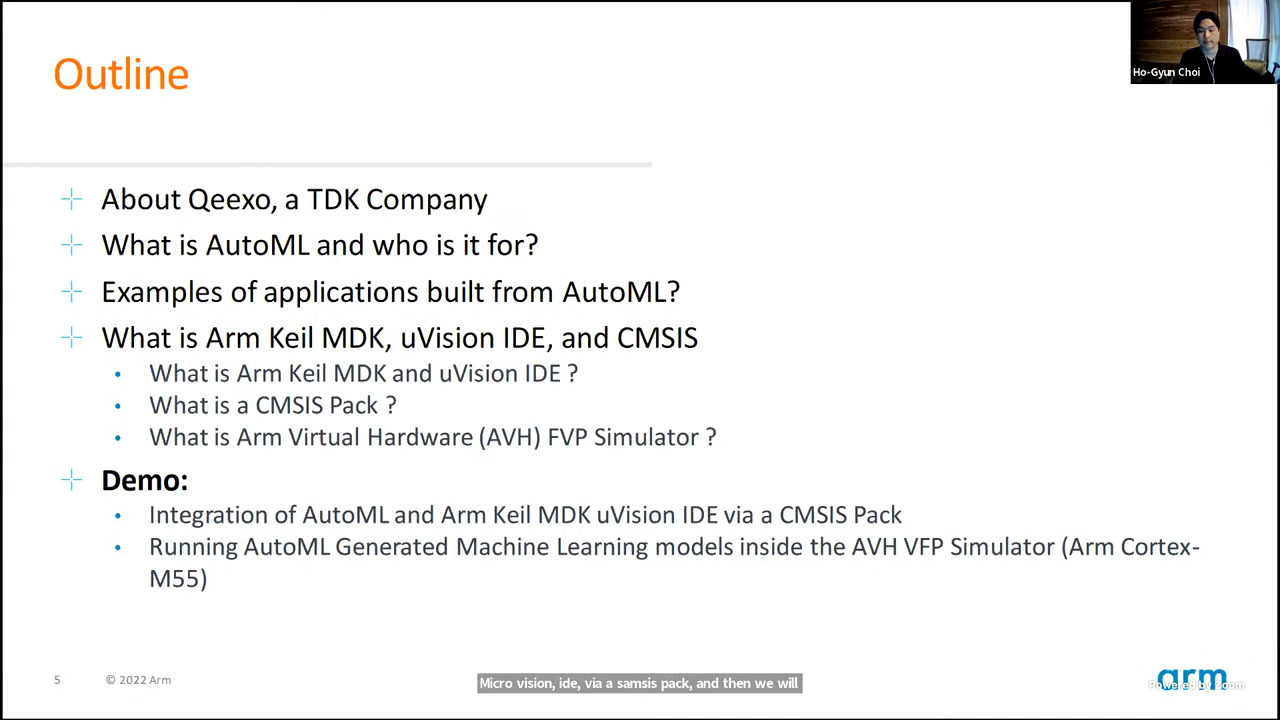 Outline
Ho-Gyun Choi
About Qeexo, a TDK Company
What is AutoML and who is it for?
Examples of applications built from AutoML?
What is Arm Keil MDK, uVision IDE, and CMSIS
What is Arm Keil MDK and uVision IDE ?
What is a CMSIS Pack ?
What is Arm Virtual Hardware (AVH) FVP Simulator ?
Demo:
Integration of AutoML and Arm Keil MDK uVision IDE via a CMSIS Pack
Running AutoML Generated Machine Learning models inside the AVH VFP Simulator (Arm Cortex-
M55)
5 © 2022 Arm
Micro vision, ide, via a samsis pack, and then we will
arm
Powered by Zoom